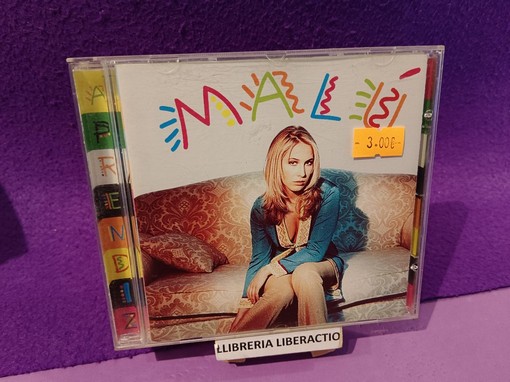 MALÚ
- 3.00€ -
APRENDIZ
LLIBRERIA LIBERACTIO